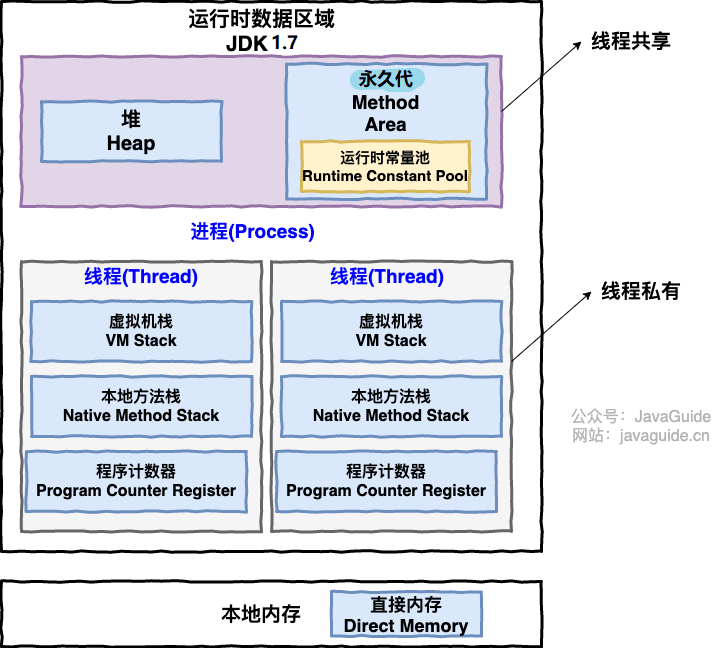 运行时数据区域
JDK 1.7
线程共享
堆
Heap
永久代
Method
Area
运行时常量池
Runtime Constant Pool
进程(Process)
线程(Thread)
虚拟机栈
VM Stack
本地方法栈
Native Method Stack
程序计数器
Program Counter Register
线程(Thread)
虚拟机栈
VM Stack
本地方法栈
Native Method Stack
程序计数器
Program Counter Register
线程私有
公众号：JavaGuide
网站：javaguide.cn
本地内存
直接内存
Direct Memory